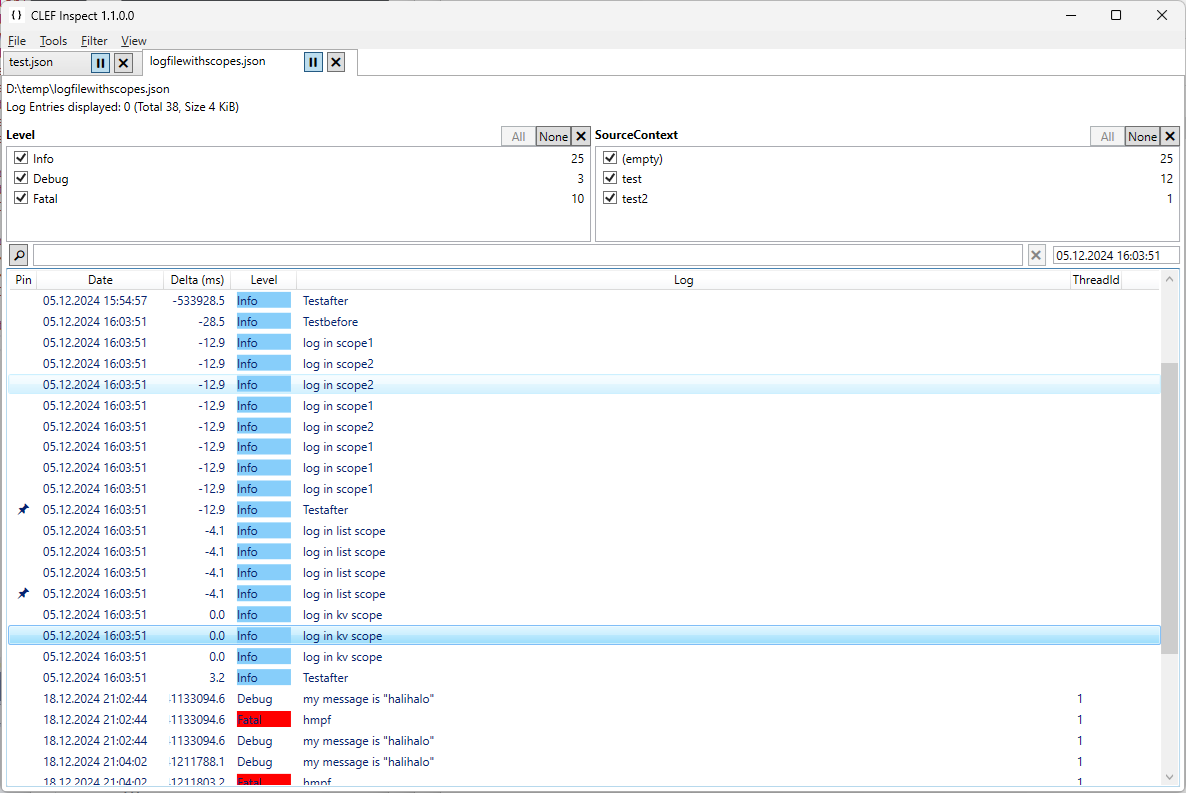 {} CLEF Inspect 1.1.0.0
File Tools Filter View
test.json logfilewithscopes.json
D:\temp\logfilewithscopes.json
Log Entries displayed: 0 (Total 38, Size 4 KiB)
Level All None SourceContext All None
Info 25 (empty) 25
Debug 3 test 12
Fatal 10 test2 1
05.12.2024 16:03:51
Pin Date Delta (ms) Level Log ThreadId
05.12.2024 15:54:57 -533928.5 Info Testafter
05.12.2024 16:03:51 -28.5 Info Testbefore
05.12.2024 16:03:51 -12.9 Info log in scope1
05.12.2024 16:03:51 -12.9 Info log in scope2
05.12.2024 16:03:51 -12.9 Info log in scope2
05.12.2024 16:03:51 -12.9 Info log in scope1
05.12.2024 16:03:51 -12.9 Info log in scope2
05.12.2024 16:03:51 -12.9 Info log in scope1
05.12.2024 16:03:51 -12.9 Info log in scope1
05.12.2024 16:03:51 -12.9 Info log in scope1
05.12.2024 16:03:51 -12.9 Info Testafter
05.12.2024 16:03:51 -4.1 Info log in list scope
05.12.2024 16:03:51 -4.1 Info log in list scope
05.12.2024 16:03:51 -4.1 Info log in list scope
05.12.2024 16:03:51 -4.1 Info log in list scope
05.12.2024 16:03:51 0.0 Info log in kv scope
05.12.2024 16:03:51 0.0 Info log in kv scope
05.12.2024 16:03:51 0.0 Info log in kv scope
05.12.2024 16:03:51 3.2 Info Testafter
18.12.2024 21:02:44 1133094.6 Debug my message is "halihalo" 1
18.12.2024 21:02:44 1133094.6 Fatal hmpf 1
18.12.2024 21:02:44 1133094.6 Debug my message is "halihalo" 1
18.12.2024 21:04:02 1211788.1 Debug my message is "halihalo" 1
18.12.2024 21:04:02 1211803.2 Fatal hmpf 1